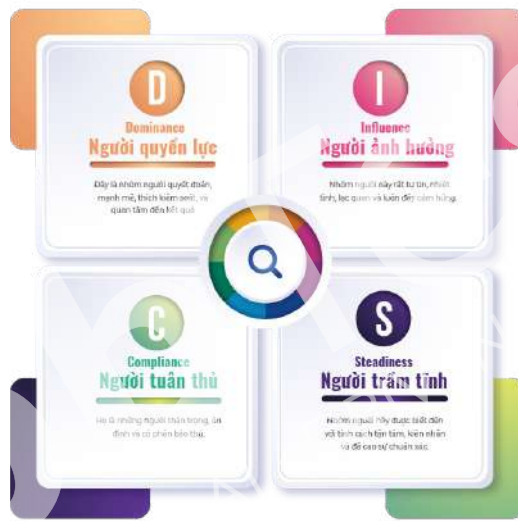 D
Dominance
Người quyền lực
Đây là nhóm người quyết đoán,
mạnh mẽ, thích kiểm soát, và
quan tâm đến kết quả
I
Influence
Người ảnh hưởng
Nhóm người này rất tự tin, nhiệt
tình, lạc quan và luôn đầy cảm hứng.
C
Compliance
Người tuân thủ
Họ là những người thận trọng, ổn
định và có phần bảo thủ.
S
Steadiness
Người trầm tĩnh
Nhóm người này được biết đến
với tính cách tận tâm, kiên nhẫn
và đề cao sự chuẩn xác.